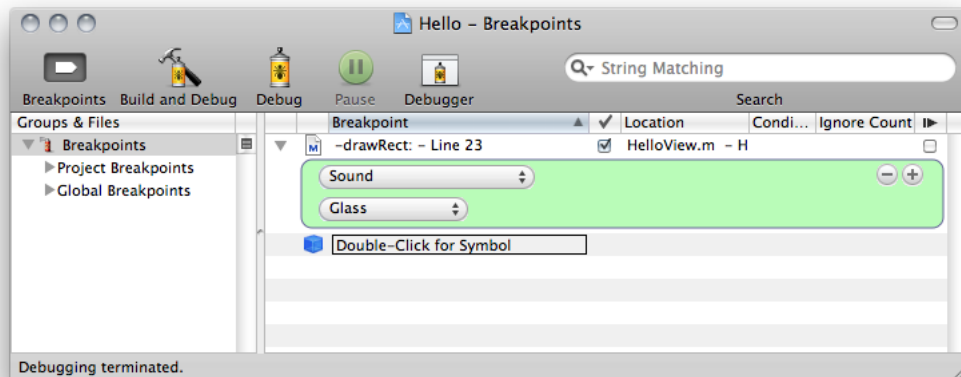 Hello – Breakpoints
String Matching
Breakpoints Build and Debug Debug Pause Debugger Search
Groups & Files Breakpoint Location Condi... Ignore Count
Breakpoints -drawRect: - Line 23 HelloView.m - H
Project Breakpoints
Sound
Global Breakpoints
Glass
Double-Click for Symbol
Debugging terminated.